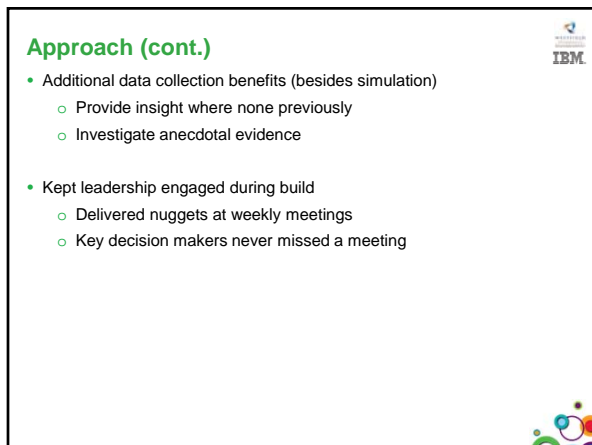 Approach (cont.)
• Additional data collection benefits (besides simulation)
o Provide insight where none previously
o Investigate anecdotal evidence
• Kept leadership engaged during build
o Delivered nuggets at weekly meetings
o Key decision makers never missed a meeting
IBM